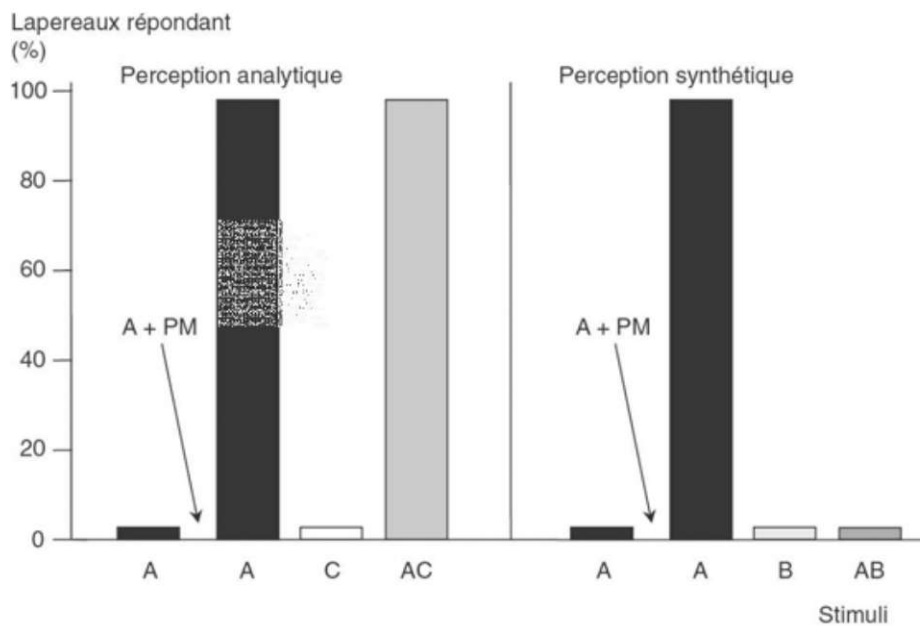 Lapereaux répondant
(%)
Perception analytique
Perception synthétique
100
80
60
40
20
0
A + PM
A + PM
A A C AC
A A B AB
Stimuli